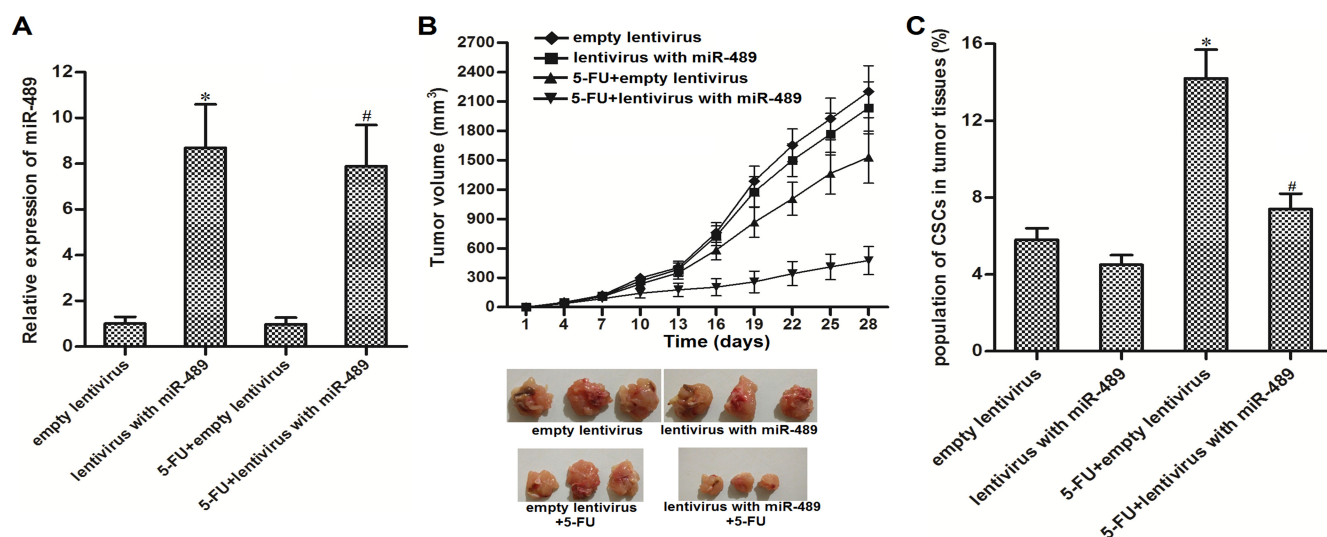 A
Relative expression of miR-489
12
10
8
6
4
2
0
*
#
empty lentivirus
lentivirus with miR-489
5-FU+empty lentivirus
5-FU+lentivirus with miR-489
B
empty lentivirus
lentivirus with miR-489
5-FU+empty lentivirus
5-FU+lentivirus with miR-489
Tumor volume (mm³)
2700
2400
2100
1800
1500
1200
900
600
300
0
1 4 7 10 13 16 19 22 25 28
Time (days)
empty lentivirus
lentivirus with miR-489
empty lentivirus
+5-FU
lentivirus with miR-489
+5-FU
C
population of CSCs in tumor tissues (%)
16
12
8
4
0
*
#
empty lentivirus
lentivirus with miR-489
5-FU+empty lentivirus
5-FU+lentivirus with miR-489